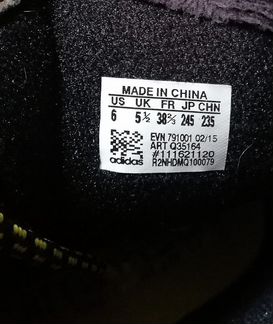 MADE IN CHINA
US UK FR JP CHN
6 5½ 38⅔ 245 235
EVN 791001 02/15
ART Q35164
#111621120
adidas R2NHDMQ100079